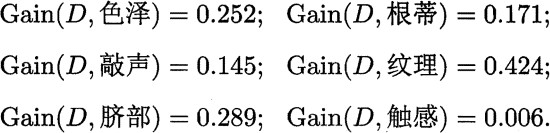 Gain(D, 色泽) = 0.252; Gain(D, 根蒂) = 0.171;
Gain(D, 敲声) = 0.145; Gain(D, 纹理) = 0.424;
Gain(D, 脐部) = 0.289; Gain(D, 触感) = 0.006.